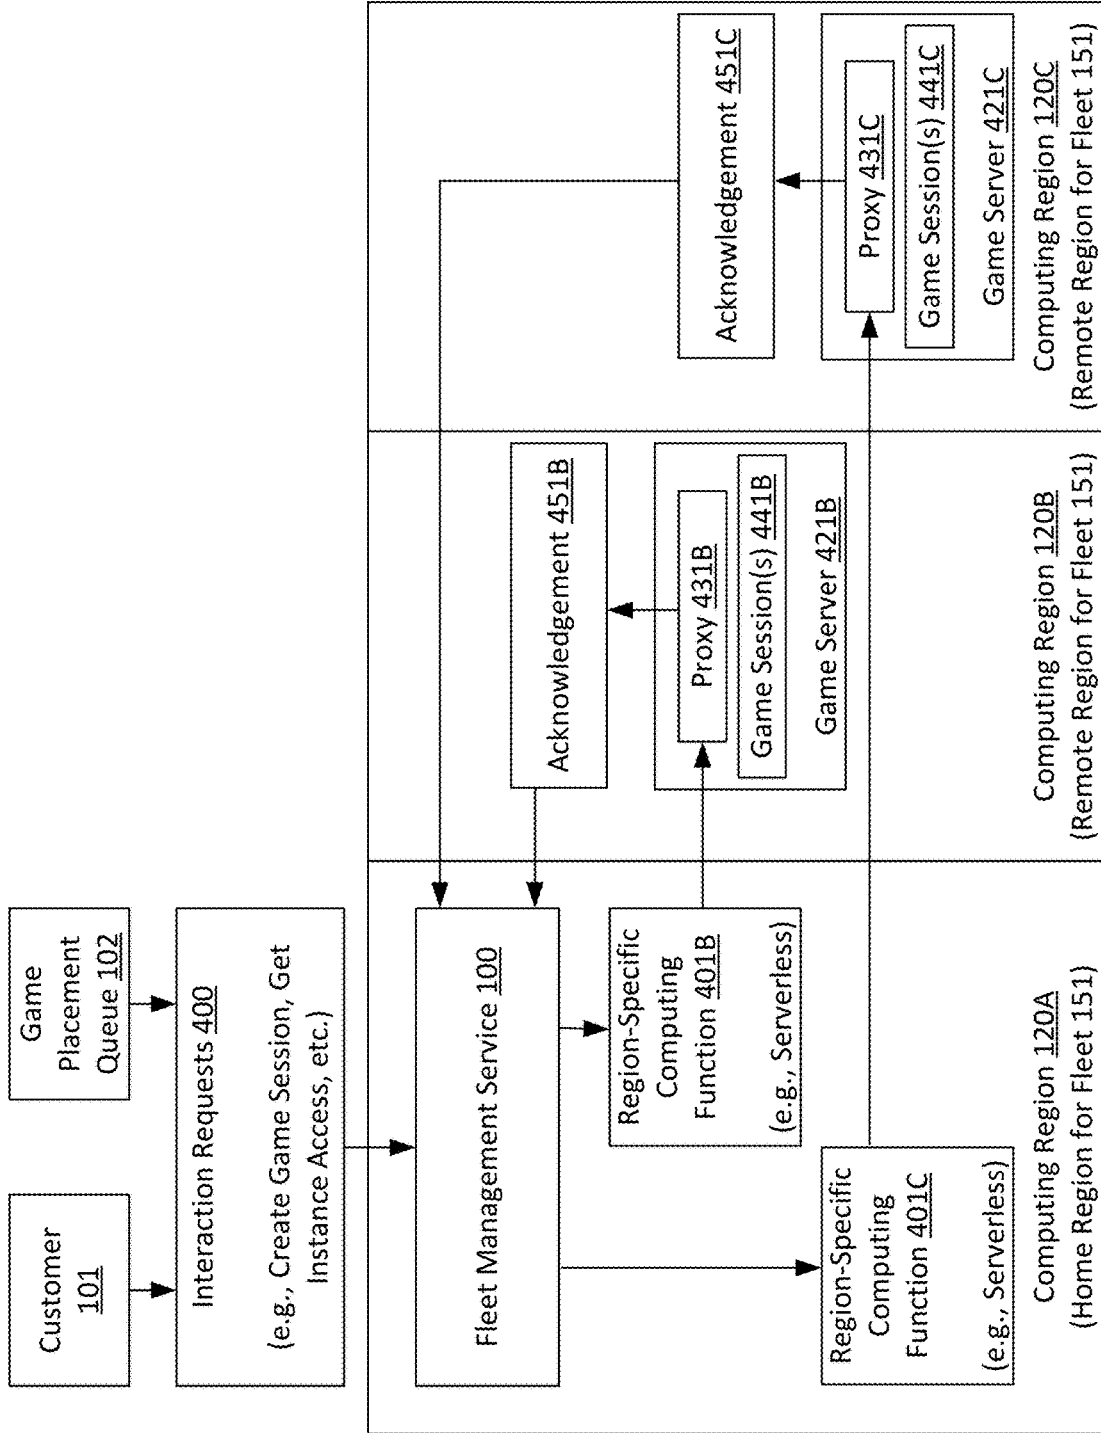 Customer
101
Game
Placement
Queue 102
Interaction Requests 400
(e.g., Create Game Session, Get
Instance Access, etc.)
Fleet Management Service 100
Region-Specific
Computing
Function 401B
(e.g., Serverless)
Region-Specific
Computing
Function 401C
(e.g., Serverless)
Computing Region 120A
(Home Region for Fleet 151)
Acknowledgement 451B
Proxy 431B
Game Session(s) 441B
Game Server 421B
Computing Region 120B
(Remote Region for Fleet 151)
Acknowledgement 451C
Proxy 431C
Game Session(s) 441C
Game Server 421C
Computing Region 120C
(Remote Region for Fleet 151)